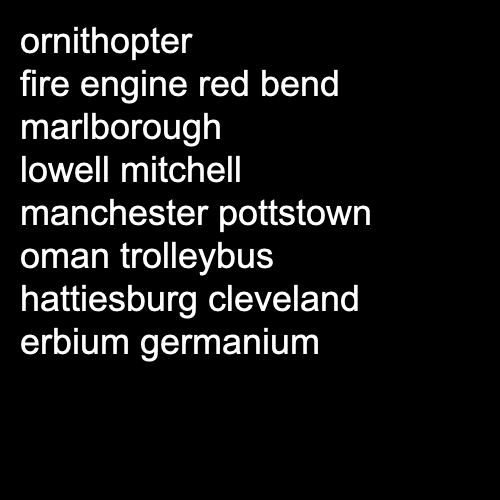 ornithopter
fire engine red bend
marlborough
lowell mitchell
manchester pottstown
oman trolleybus
hattiesburg cleveland
erbium germanium